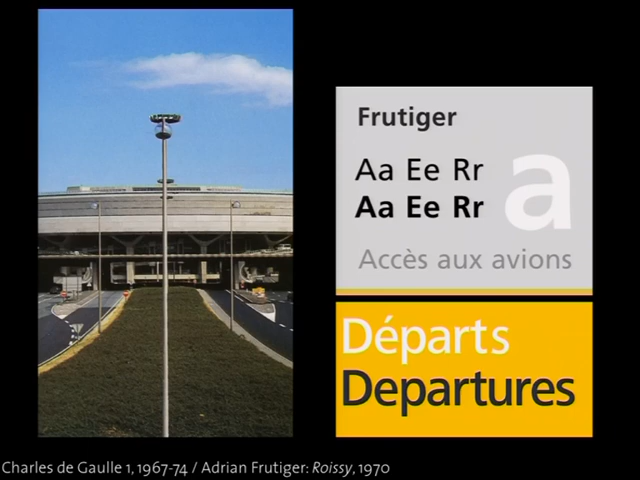 Frutiger
Aa Ee Rr
Aa Ee Rr
a
Accès aux avions
Départs
Departures
Charles de Gaulle 1, 1967-74 / Adrian Frutiger: Roissy, 1970